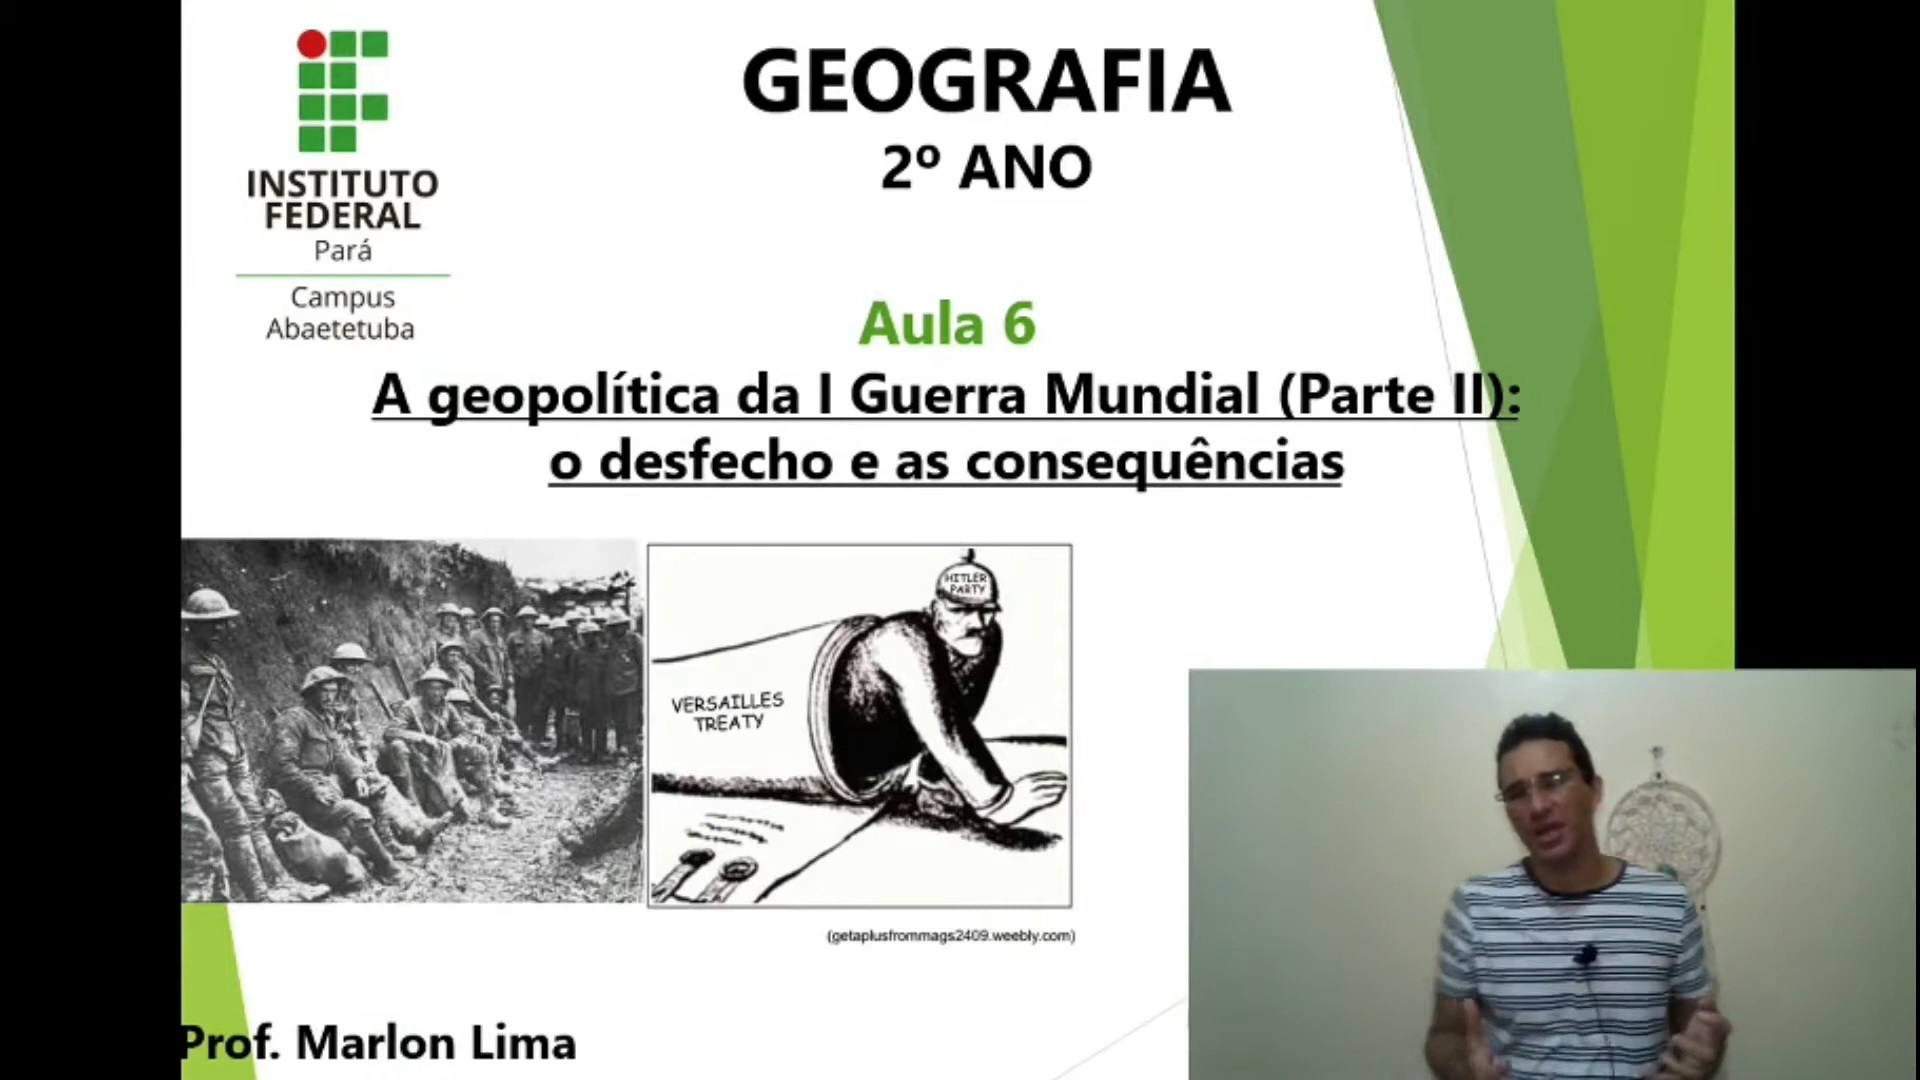 INSTITUTO
FEDERAL
Pará
Campus
Abaetetuba
GEOGRAFIA
2º ANO
Aula 6
A geopolítica da I Guerra Mundial (Parte II):
o desfecho e as consequências
HITLER
PARTY
VERSAILLES
TREATY
(getaplusfrommags2409.weebly.com)
Prof. Marlon Lima